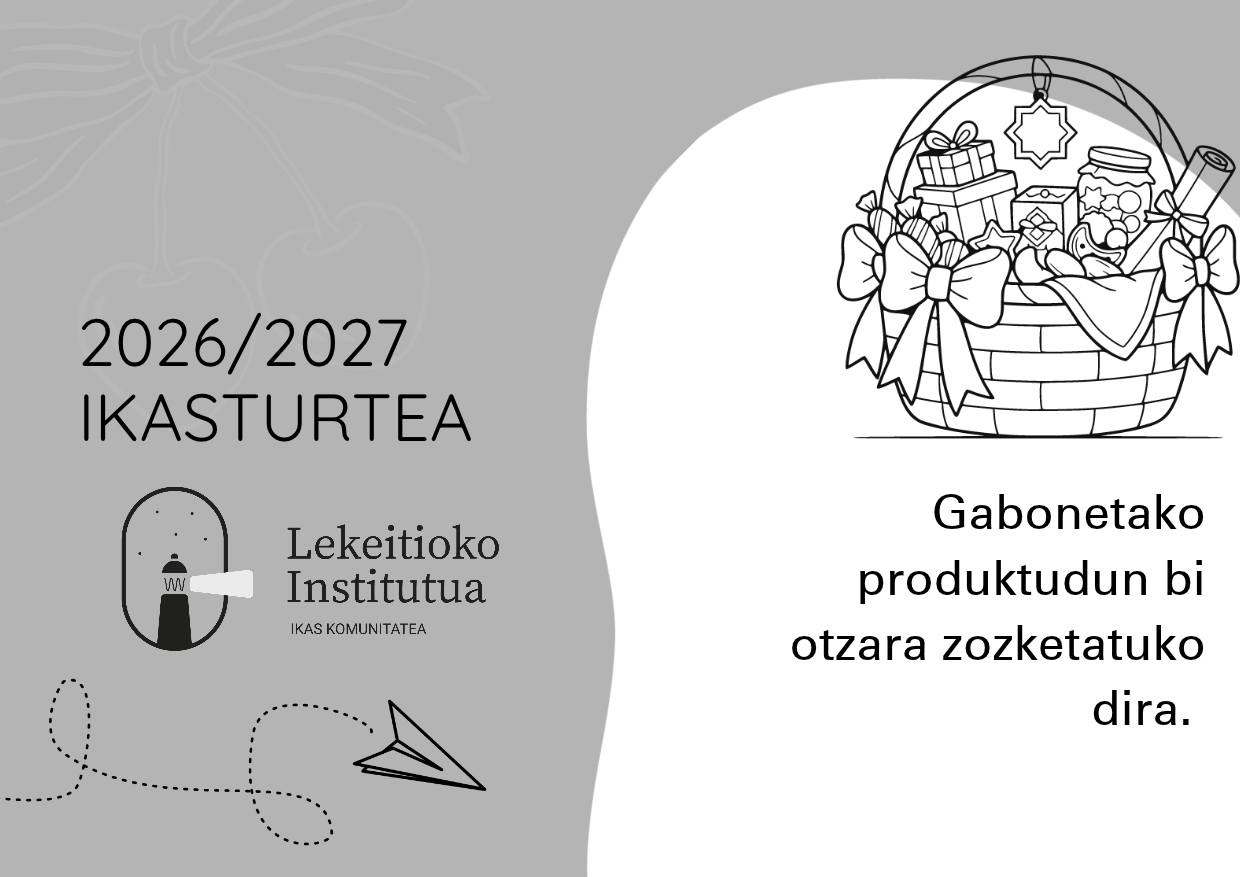 2026/2027
IKASTURTEA
Lekeitioko
Institutua
IKAS KOMUNITATEA
Gabonetako
produktudun bi
otzara zozketatuko
dira.